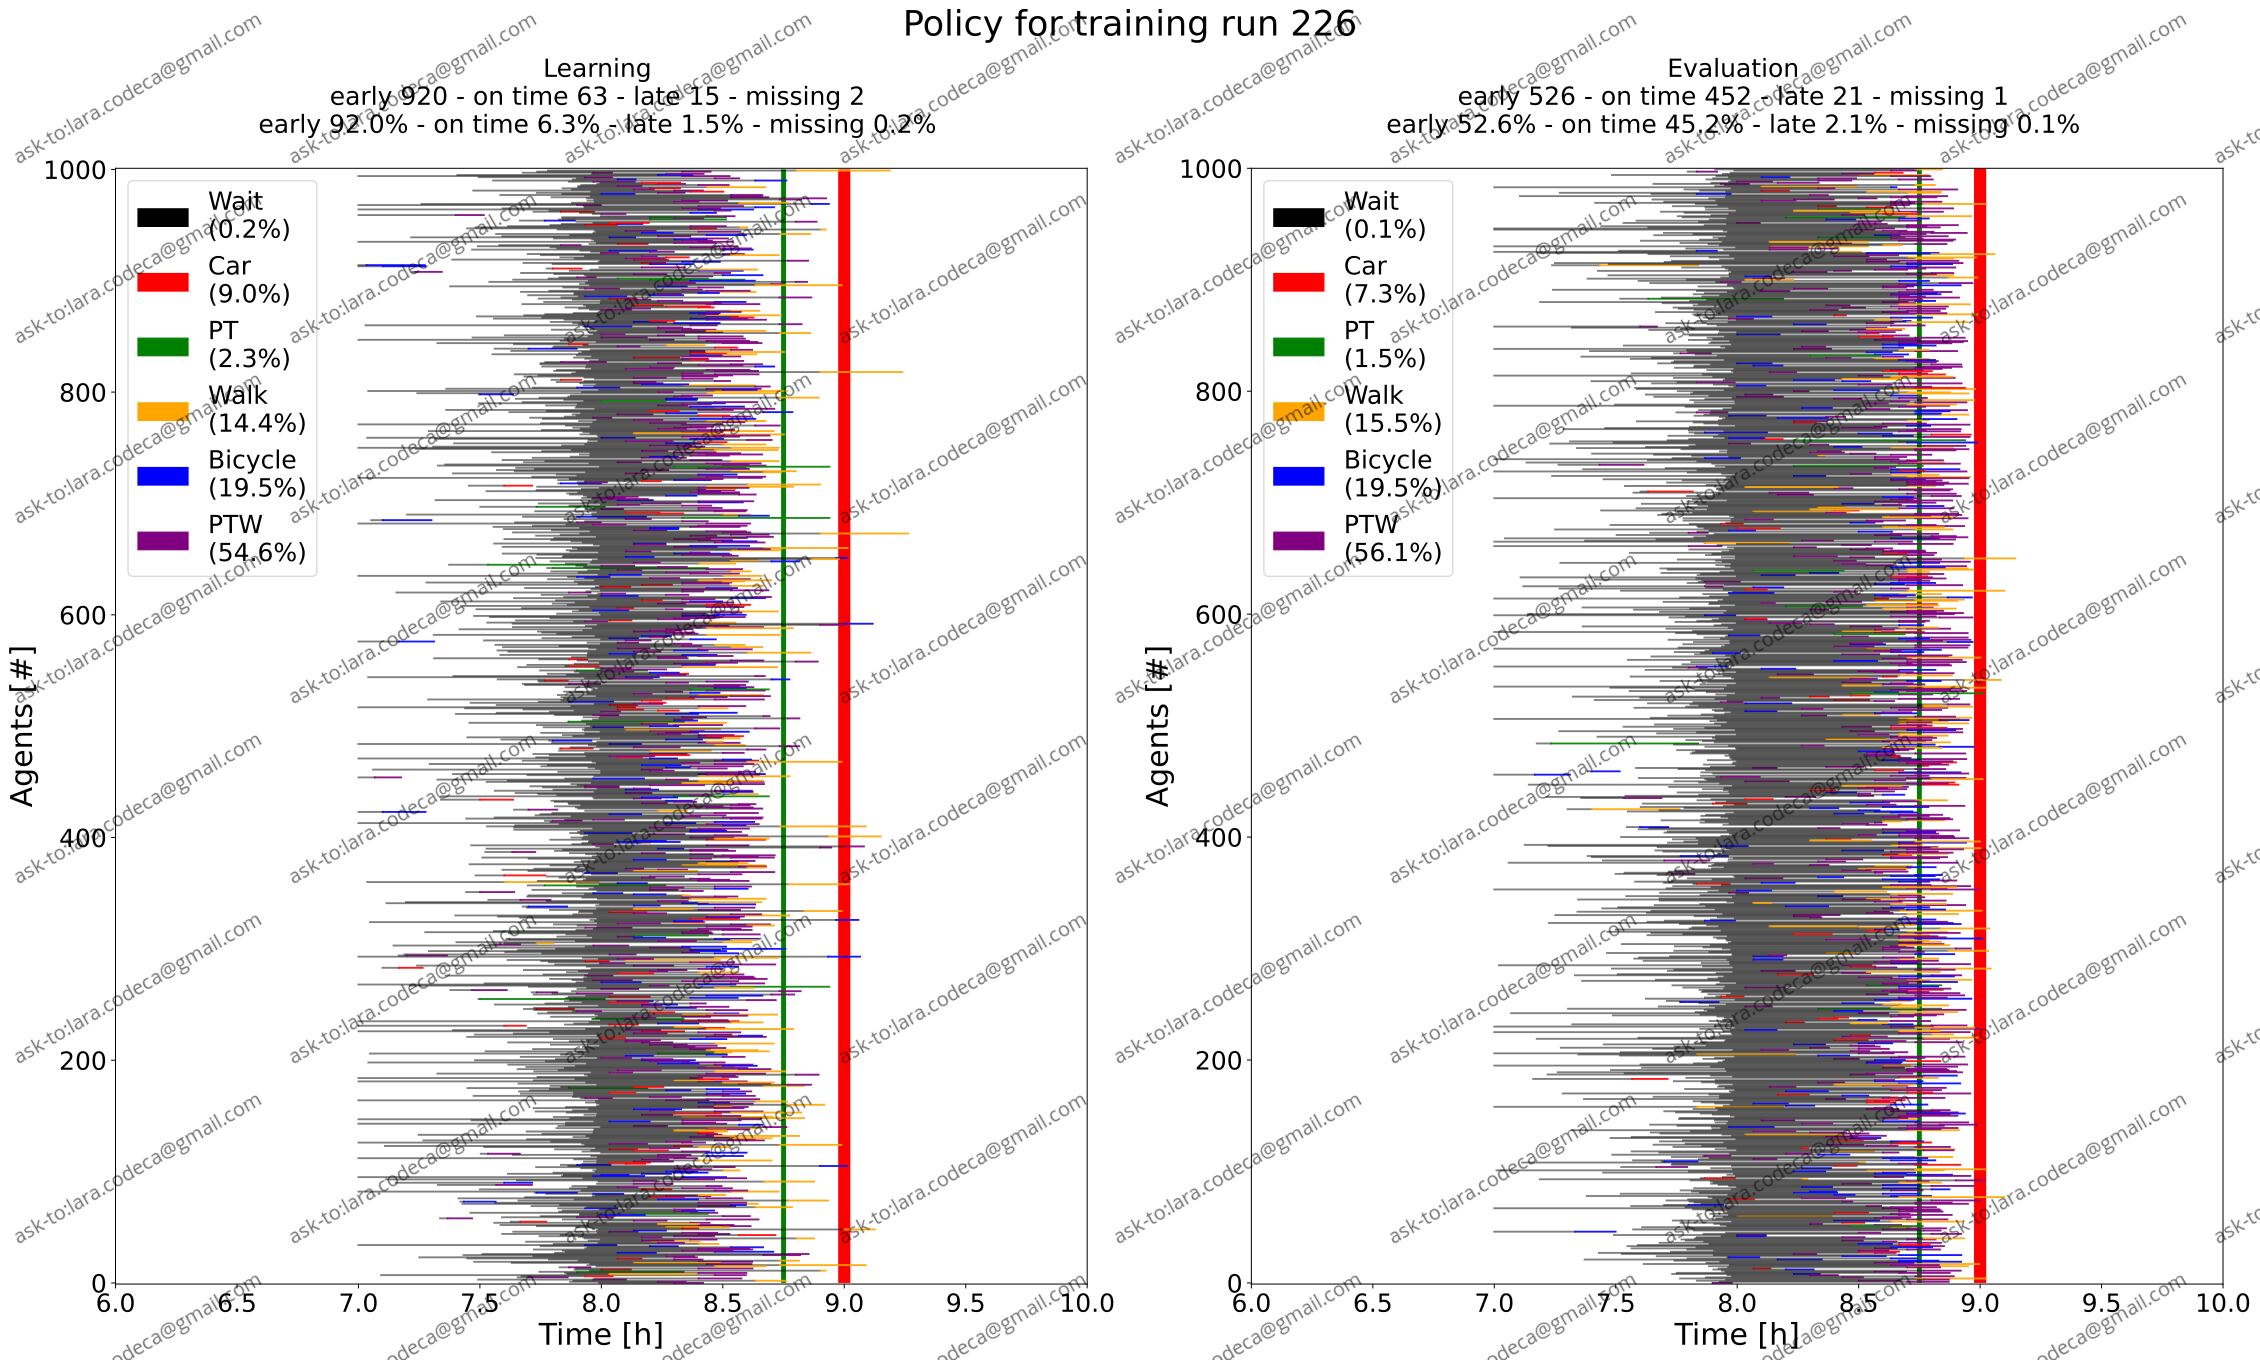 Policy for training run 226
Learning
early 920 - on time 63 - late 15 - missing 2
early 92.0% - on time 6.3% - late 1.5% - missing 0.2%
Evaluation
early 526 - on time 452 - late 21 - missing 1
early 52.6% - on time 45.2% - late 2.1% - missing 0.1%
Agents [#]
1000
800
600
400
200
0
Wait
(0.2%)
Car
(9.0%)
PT
(2.3%)
Walk
(14.4%)
Bicycle
(19.5%)
PTW
(54.6%)
6.0 6.5 7.0 7.5 8.0 8.5 9.0 9.5 10.0
Time [h]
Agents [#]
1000
800
600
400
200
0
Wait
(0.1%)
Car
(7.3%)
PT
(1.5%)
Walk
(15.5%)
Bicycle
(19.5%)
PTW
(56.1%)
6.0 6.5 7.0 7.5 8.0 8.5 9.0 9.5 10.0
Time [h]
ask-to:lara.codeca@gmail.com